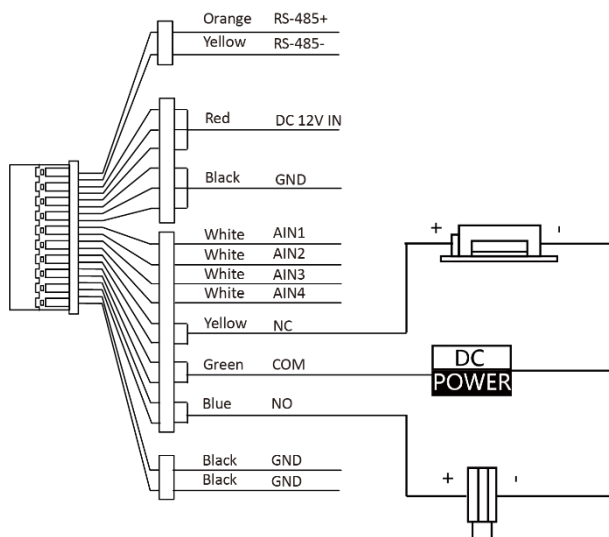 Orange RS-485+
Yellow RS-485-
Red DC 12V IN
Black GND
White AIN1
White AIN2
White AIN3
White AIN4
+ -
Yellow NC
Green COM
DC
POWER
Blue NO
Black GND
Black GND
+ -